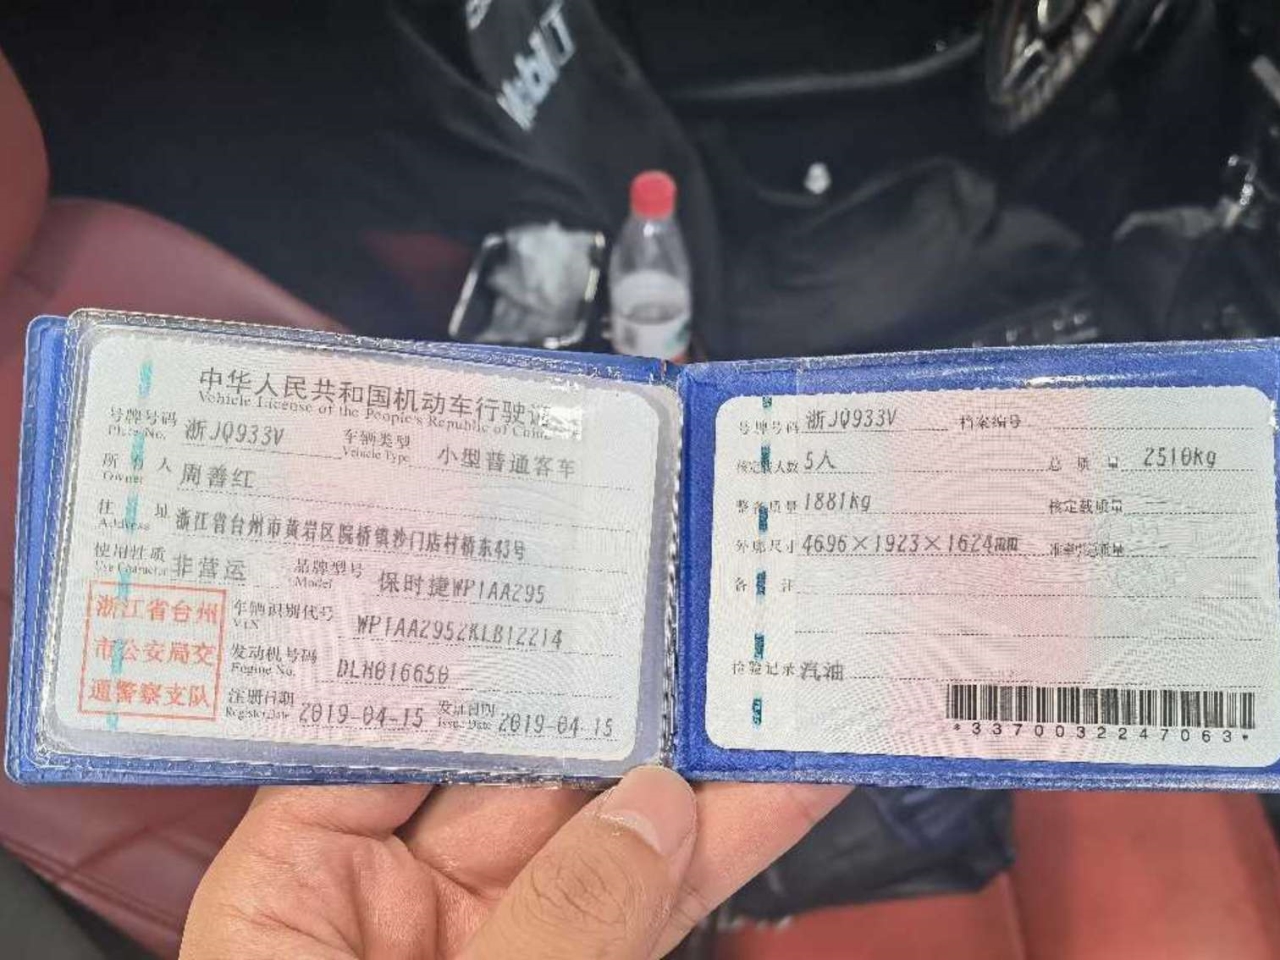 Mobil
中华人民共和国机动车行驶证
Vehicle License of the People's Republic of China
号牌号码 浙JQ933V 车辆类型 小型普通客车
Plate No. Vehicle Type
所有人 周善红
Owner
住址 浙江省台州市黄岩区院桥镇沙门店村桥东43号
Address
使用性质 非营运 品牌型号 保时捷WP1AA295
Use Character Model
浙江省台州
市公安局交
通警察支队
车辆识别代号 WP1AA2952KLB12214
VIN
发动机号码 DLH016650
Engine No.
注册日期 2019-04-15 发证日期 2019-04-15
Register Date Issue Date
号牌号码 浙JQ933V 档案编号
核定载人数 5人 总质量 2510kg
整备质量 1881kg 核定载质量
外廓尺寸 4696×1923×1624mm 准牵引总质量
备注
检验记录 汽油
*3370032247063*